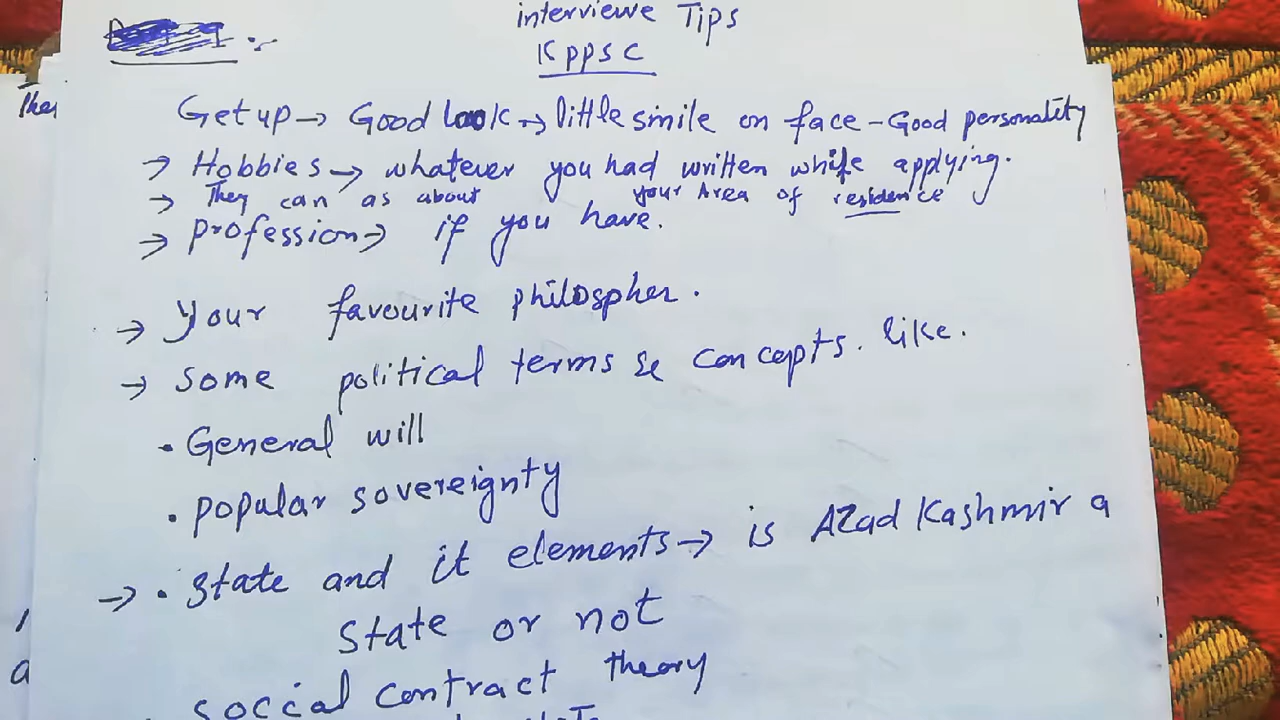 interviewe Tips
KPPSC
Get up → Good look → little smile on face - Good personality
→ Hobbies → whatever you had written while applying.
→ They can as about your Area of residence
→ profession → if you have.
→ your favourite philospher.
→ some political terms & concepts. like.
• General will
• popular sovereignty
→ • state and it elements → is Azad Kashmir a
state or not
social contract theory